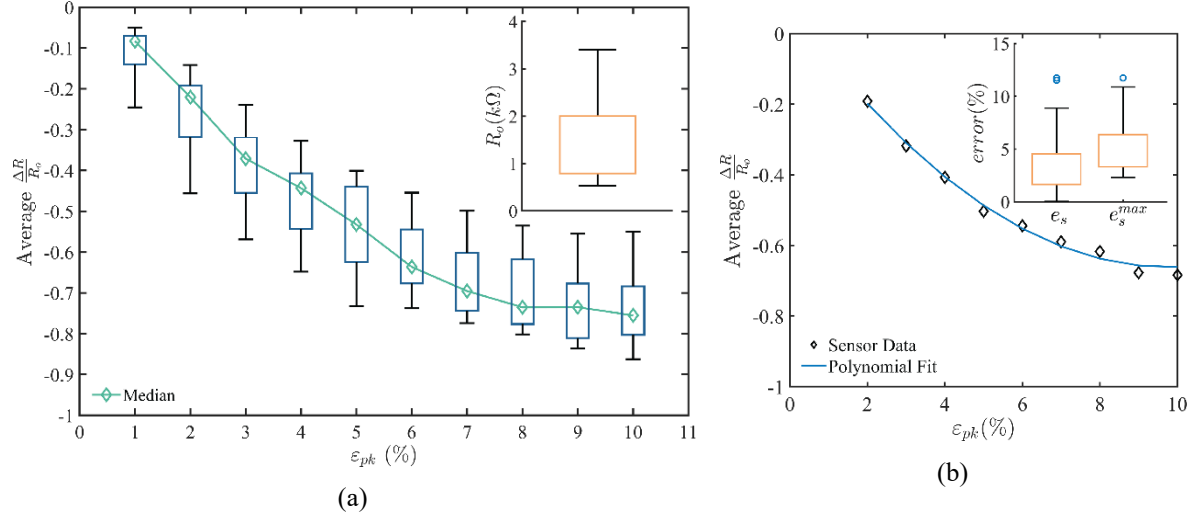 0
-0.1
-0.2
-0.3
-0.4
-0.5
-0.6
-0.7
-0.8
-0.9
-1
Average ΔR/Rₒ
0 1 2 3 4 5 6 7 8 9 10 11
εpk (%)
Median
4
3
2
1
0
Rₒ(kΩ)
(a)
0
-0.2
-0.4
-0.6
-0.8
-1
Average ΔR/Rₒ
0 2 4 6 8 10
εpk(%)
Sensor Data
Polynomial Fit
15
10
5
0
error(%)
eₛ eₛᵐᵃˣ
(b)